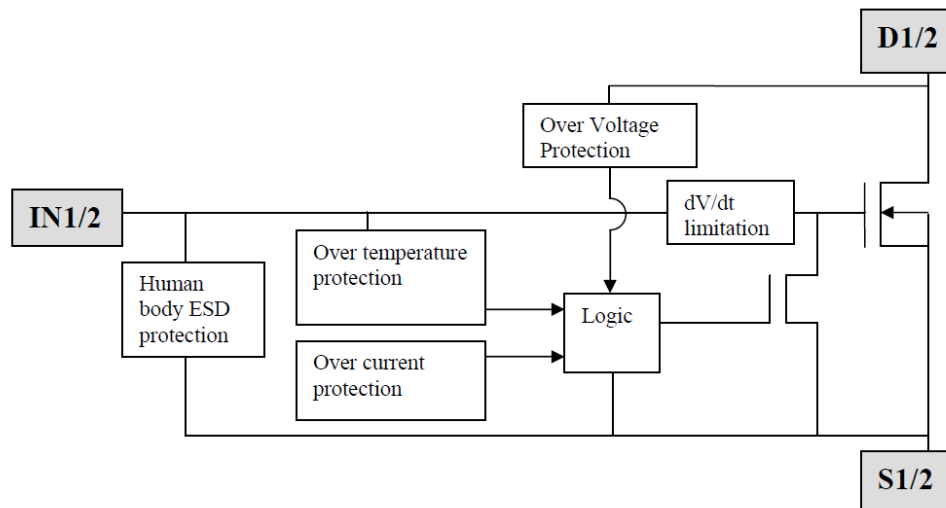 D1/2
Over Voltage
Protection
IN1/2
dV/dt
limitation
Over temperature
protection
Human
body ESD
protection
Logic
Over current
protection
S1/2